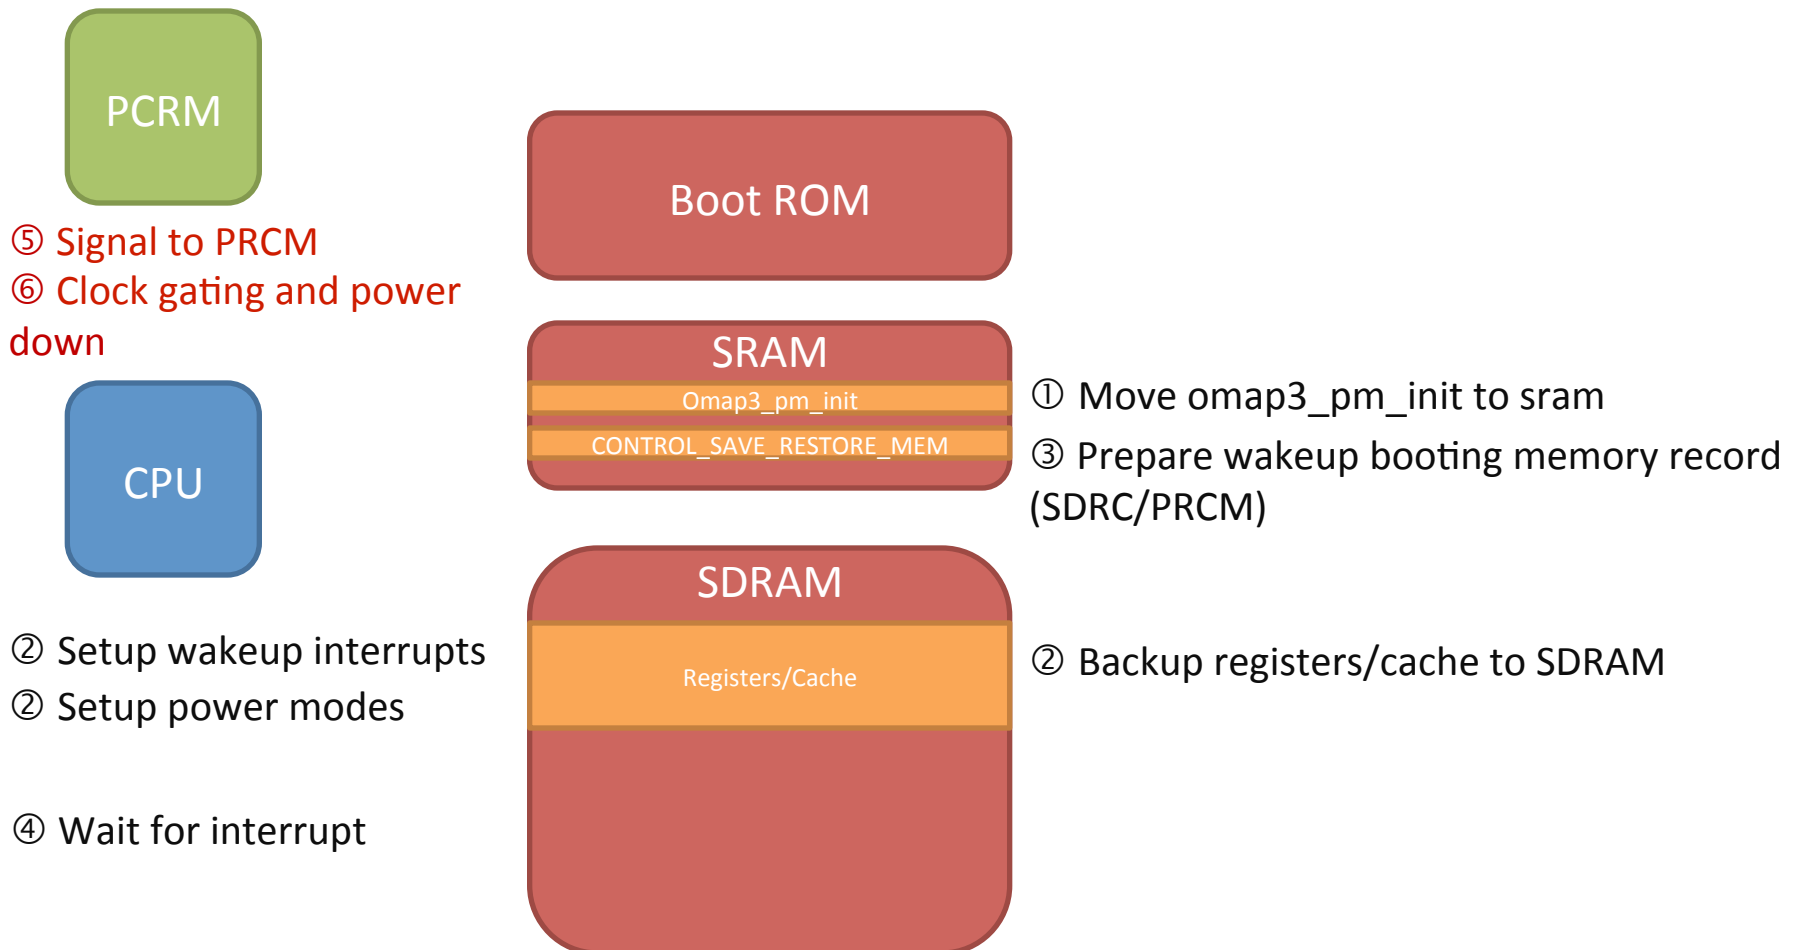 PCRM
⑤ Signal to PRCM
⑥ Clock gating and power
down
CPU
② Setup wakeup interrupts
② Setup power modes
④ Wait for interrupt
Boot ROM
SRAM
Omap3_pm_init
CONTROL_SAVE_RESTORE_MEM
SDRAM
Registers/Cache
① Move omap3_pm_init to sram
③ Prepare wakeup booting memory record
(SDRC/PRCM)
② Backup registers/cache to SDRAM